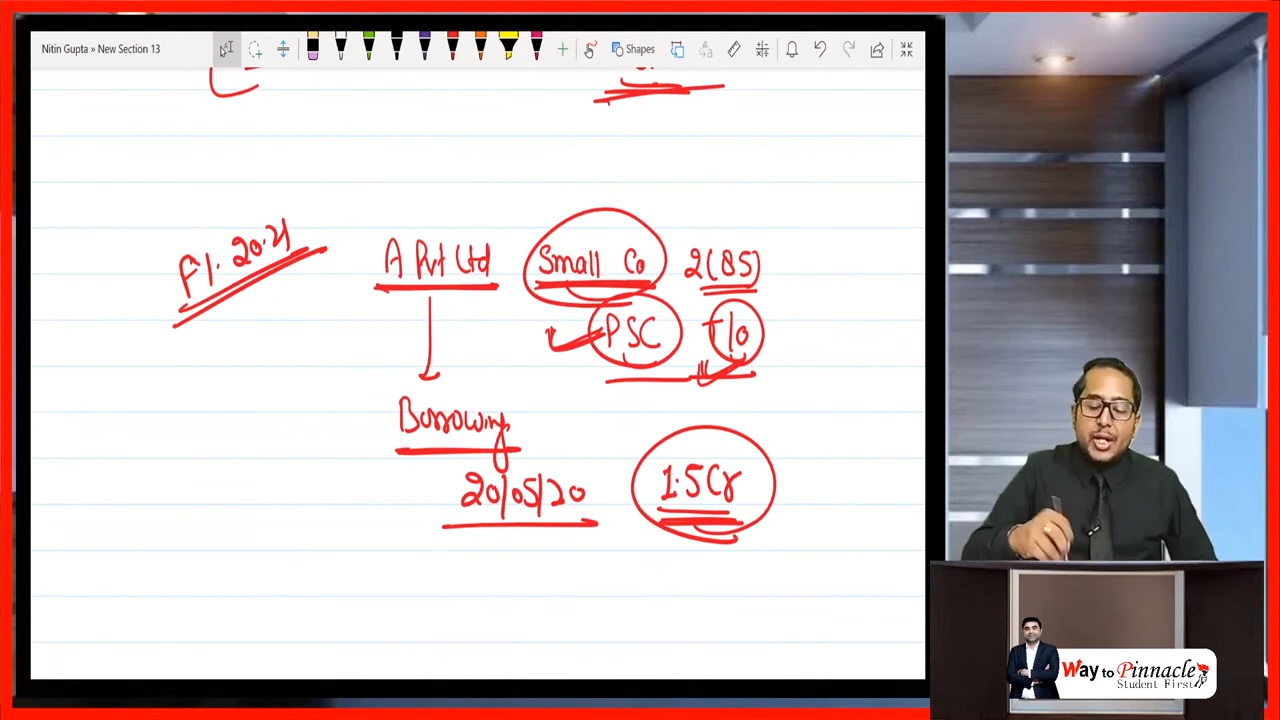 Nitin Gupta » New Section 13
Shapes
F1. 20.21
A Pvt Ltd Small Co 2(85)
PSC T/o
Borrowing
20/05/20 1.5Cr
Way to Pinnacle
Student First